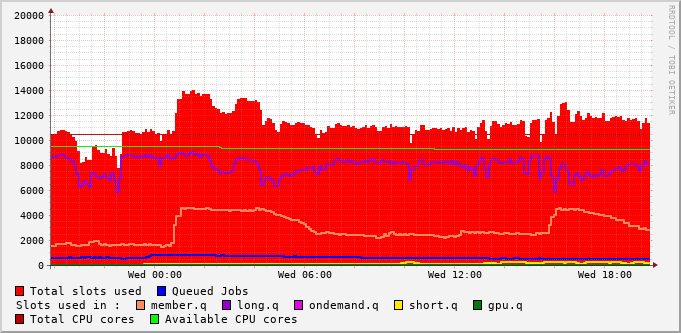 20000
18000
16000
14000
12000
10000
8000
6000
4000
2000
0
Wed 00:00 Wed 06:00 Wed 12:00 Wed 18:00
Total slots used Queued Jobs
Slots used in : member.q long.q ondemand.q short.q gpu.q
Total CPU cores Available CPU cores
RRDTOOL / TOBI OETIKER